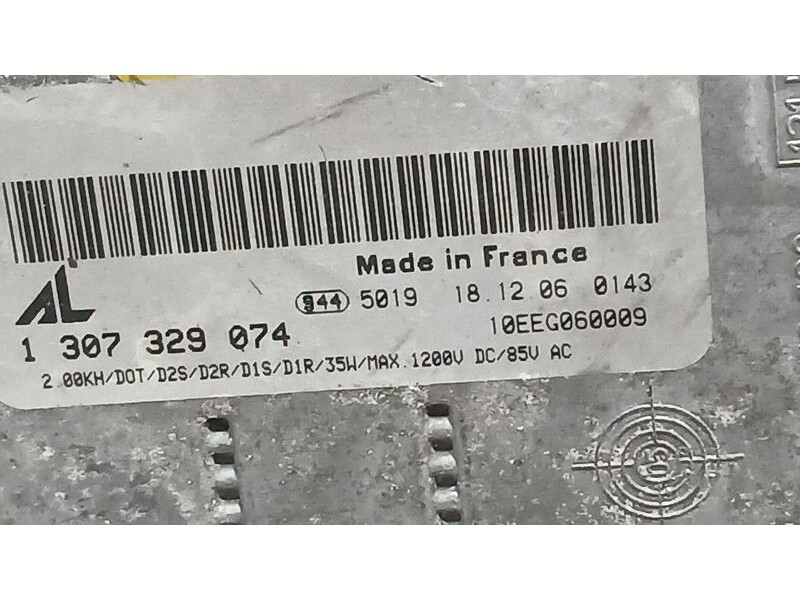 Made in France
AL
944 5019 18.12.06 0143
1 307 329 074
10EEG060009
2.00KH/DOT/D2S/D2R/D1S/D1R/35W/MAX.1200V DC/85V AC